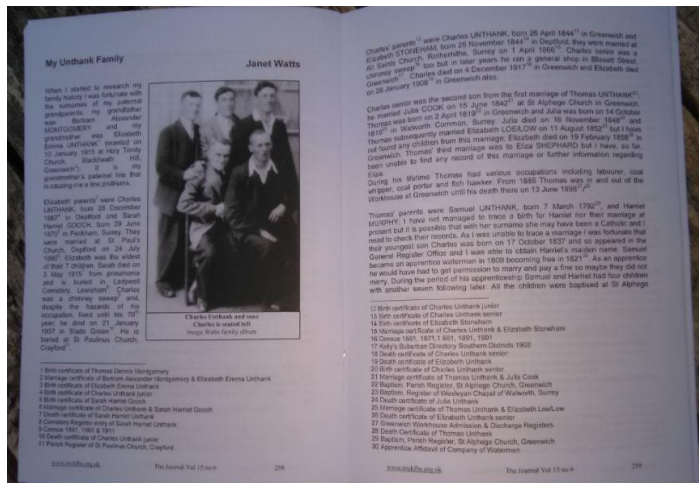 My Unthank Family
Janet Watts
When I started to research my
family history I was fortunate with
the surnames of my paternal
grandparents, my grandfather
was Bertram Alexander
MONTGOMERY and my
grandmother was Elizabeth
Emma UNTHANK (married on
10 January 1915 at Holy Trinity
Church, Blackheath Hill,
Greenwich). It is my
grandmother's paternal line that
is causing me a few problems.
Elizabeth parents' were Charles
UNTHANK, born 28 December
in Deptford and Sarah
Harriet GOOCH, born 29 June
in Peckham, Surrey. They
were married at St Paul's
Church, Deptford on 24 July
Elizabeth was the eldest
of their 7 children. Sarah died on
3 May 1915 from pneumonia
and is buried in Ladywell
Cemetery, Lewisham. Charles
was a chimney sweep and,
despite the hazards of his
occupation, lived until his 70th
year; he died on 21 January
1937 in Slade Green. He is
buried at St Paulinus Church,
Crayford
Charles Unthank and sons
Charles is seated left
Image Watts family album
1 Birth certificate of Thomas Dennis Montgomery
2 Marriage certificate of Bertram Alexander Montgomery & Elizabeth Emma Unthank
3 Birth certificate of Elizabeth Emma Unthank
4 Birth certificate of Charles Unthank junior
5 Birth certificate of Sarah Harriet Gooch
6 Marriage certificate of Charles Unthank & Sarah Harriet Gooch
7 Death certificate of Sarah Harriet Unthank
8 Cemetery Register entry of Sarah Harriet Unthank
9 Census 1891, 1901 & 1911
10 Death certificate of Charles Unthank junior
11 Parish Register of St Paulinus Church, Crayford
www.nwkfhs.org.uk The Journal Vol 13 no 6 258
Charles' parents were Charles UNTHANK, born 26 April 1844 in Greenwich and
Elizabeth STONEHAM, born 25 November 1844 in Deptford; they were married at
All Saints Church, Rotherhithe, Surrey on 1 April 1866. Charles senior was a
chimney sweep too but in later years he ran a general shop in Blissett Street,
Greenwich. Charles died on 4 December 1917 in Greenwich and Elizabeth died
on 28 January 1908 in Greenwich also.
Charles senior was the second son from the first marriage of Thomas UNTHANK;
he married Julia COOK on 15 June 1842 at St Alphege Church in Greenwich.
Thomas was born on 2 April 1819 in Greenwich and Julia was born on 14 October
1815 in Walworth Common, Surrey. Julia died on 16 November 1848 and
Thomas subsequently married Elizabeth LOE/LOW on 11 August 1852 but I have
not found any children from this marriage; Elizabeth died on 19 February 1858 in
Greenwich. Thomas' third marriage was to Eliza SHEPHARD but I have, so far,
been unable to find any record of this marriage or further information regarding
Eliza.
During his lifetime Thomas had various occupations including labourer, coal
whipper, coal porter and fish hawker. From 1886 Thomas was in and out of the
Workhouse at Greenwich until his death there on 13 June 1898
Thomas' parents were Samuel UNTHANK, born 7 March 1792, and Harriet
MURPHY; I have not managed to trace a birth for Harriet nor their marriage at
present but it is possible that with her surname she may have been a Catholic and I
need to check their records. As I was unable to trace a marriage I was fortunate that
their youngest son Charles was born on 17 October 1837 and so appeared in the
General Register Office and I was able to obtain Harriet's maiden name. Samuel
became an apprentice waterman in 1809 becoming free in 1821. As an apprentice
he would have had to get permission to marry and pay a fine so maybe they did not
marry. During the period of his apprenticeship Samuel and Harriet had four children
with another seven following later. All the children were baptised at St Alphege
12 Birth certificate of Charles Unthank junior
13 Birth certificate of Charles Unthank senior
14 Birth certificate of Elizabeth Stoneham
15 Marriage certificate of Charles Unthank & Elizabeth Stoneham
16 Census 1861, 1871, 1881, 1891, 1901
17 Kelly's Suburban Directory Southern Districts 1902
18 Death certificate of Charles Unthank senior
19 Death certificate of Elizabeth Unthank
20 Birth certificate of Charles Unthank senior
21 Marriage certificate of Thomas Unthank & Julia Cook
22 Baptism, Parish Register, St Alphege Church, Greenwich
23 Baptism, Register of Wesleyan Chapel of Walworth, Surrey
24 Death certificate of Julia Unthank
25 Marriage certificate of Thomas Unthank & Elizabeth Loe/Low
26 Death certificate of Elizabeth Unthank
27 Greenwich Workhouse Admission & Discharge Registers
28 Death Certificate of Thomas Unthank
29 Baptism, Parish Register, St Alphege Church, Greenwich
30 Apprentice Affidavit of Company of Watermen
www.nwkfhs.org.uk The Journal Vol 13 no 6 259